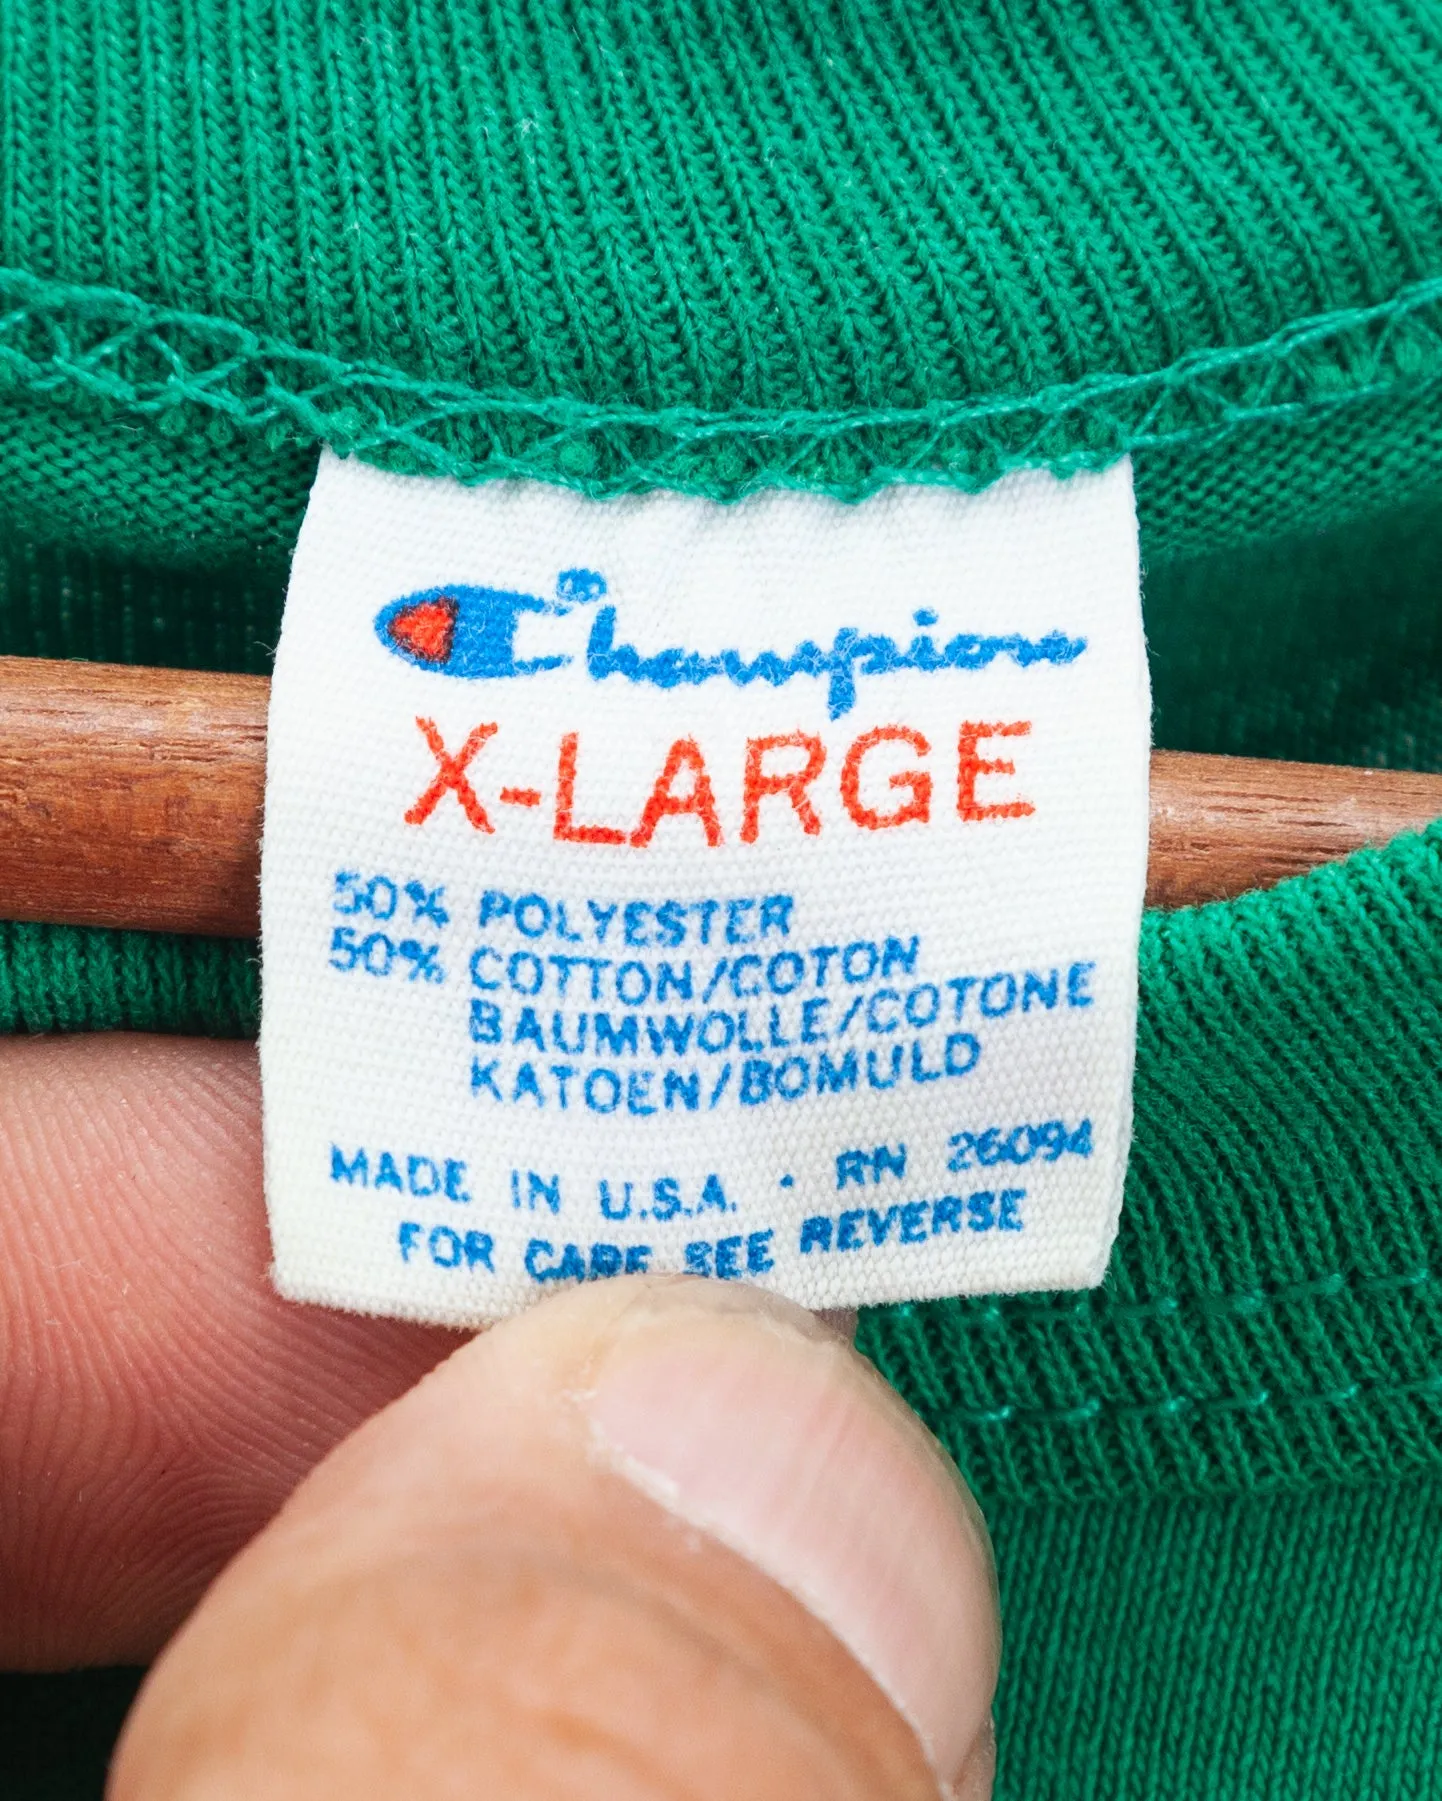 Champion
X-LARGE
50% POLYESTER
50% COTTON/COTON
BAUMWOLLE/COTONE
KATOEN/BOMULD
MADE IN U.S.A. · RN 26094
FOR CARE SEE REVERSE